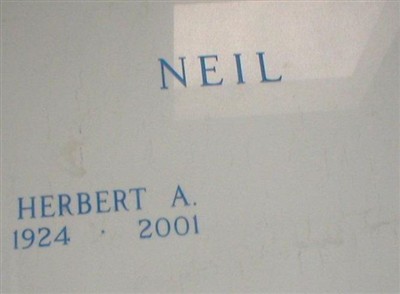 NEIL
HERBERT A.
1924 · 2001